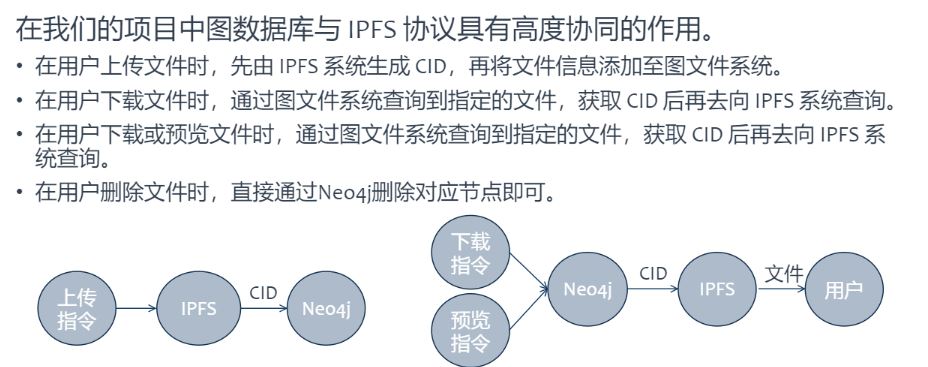 在我们的项目中图数据库与 IPFS 协议具有高度协同的作用。
• 在用户上传文件时，先由 IPFS 系统生成 CID，再将文件信息添加至图文件系统。
• 在用户下载文件时，通过图文件系统查询到指定的文件，获取 CID 后再去向 IPFS 系统查询。
• 在用户下载或预览文件时，通过图文件系统查询到指定的文件，获取 CID 后再去向 IPFS 系
统查询。
• 在用户删除文件时，直接通过Neo4j删除对应节点即可。
上传
指令
IPFS
CID
Neo4j
下载
指令
预览
指令
Neo4j
CID
IPFS
文件
用户